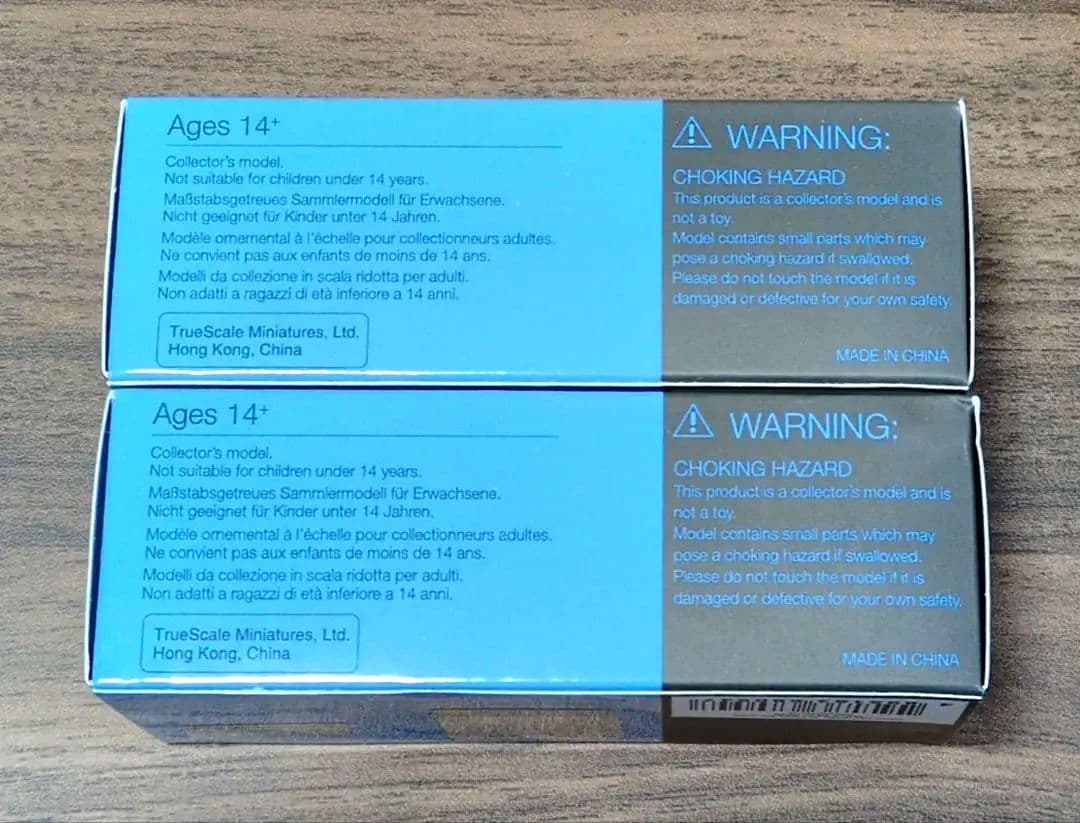 Ages 14+
Collector's model.
Not suitable for children under 14 years.
Maßstabsgetreues Sammlermodell für Erwachsene.
Nicht geeignet für Kinder unter 14 Jahren.
Modèle ornemental à l'échelle pour collectionneurs adultes.
Ne convient pas aux enfants de moins de 14 ans.
Modelli da collezione in scala ridotta per adulti.
Non adatti a ragazzi di età inferiore a 14 anni.
TrueScale Miniatures, Ltd.
Hong Kong, China
WARNING:
CHOKING HAZARD
This product is a collector's model and is
not a toy.
Model contains small parts which may
pose a choking hazard if swallowed.
Please do not touch the model if it is
damaged or defective for your own safety.
MADE IN CHINA
Ages 14+
Collector's model.
Not suitable for children under 14 years.
Maßstabsgetreues Sammlermodell für Erwachsene.
Nicht geeignet für Kinder unter 14 Jahren.
Modèle ornemental à l'échelle pour collectionneurs adultes.
Ne convient pas aux enfants de moins de 14 ans.
Modelli da collezione in scala ridotta per adulti.
Non adatti a ragazzi di età inferiore a 14 anni.
TrueScale Miniatures, Ltd.
Hong Kong, China
WARNING:
CHOKING HAZARD
This product is a collector's model and is
not a toy.
Model contains small parts which may
pose a choking hazard if swallowed.
Please do not touch the model if it is
damaged or defective for your own safety.
MADE IN CHINA